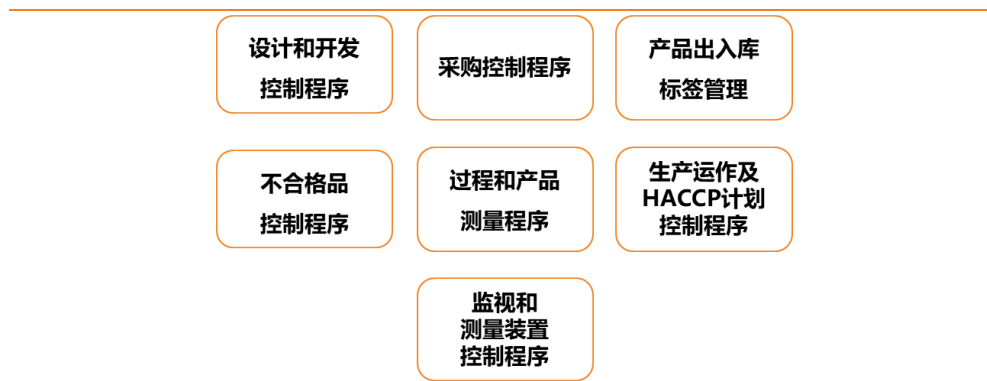 设计和开发
控制程序
采购控制程序
产品出入库
标签管理
不合格品
控制程序
过程和产品
测量程序
生产运作及
HACCP计划
控制程序
监视和
测量装置
控制程序